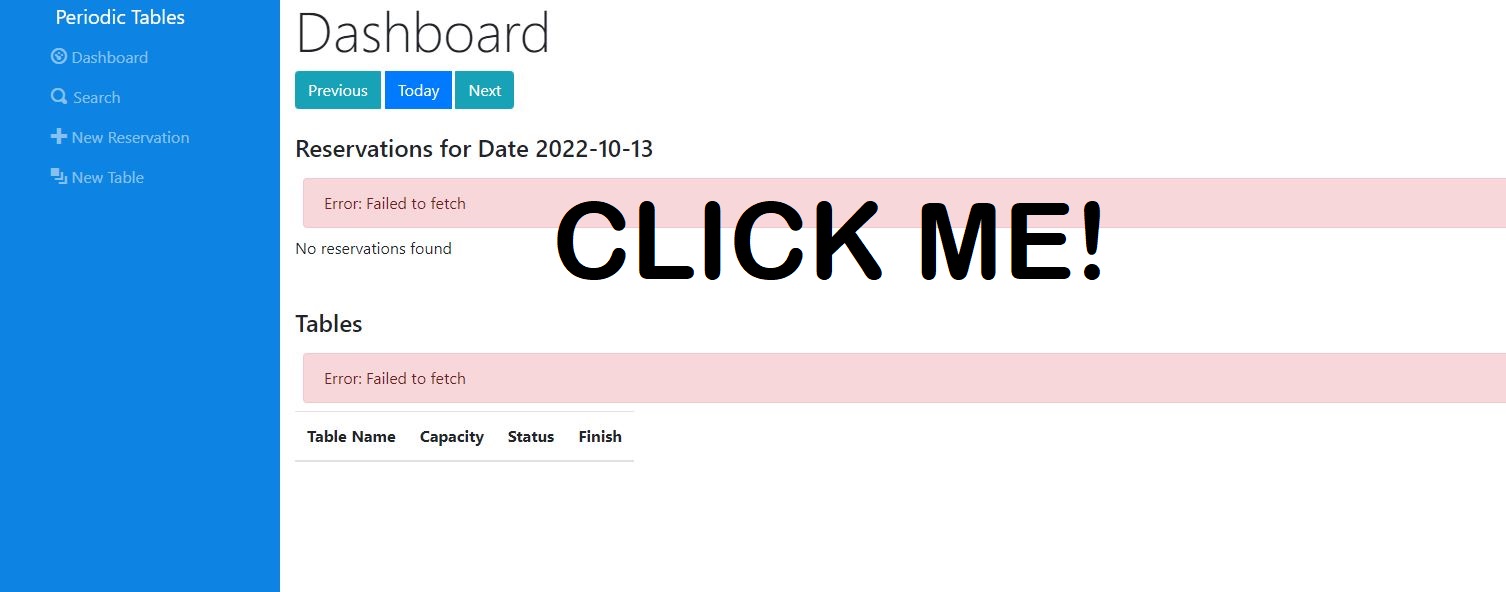 Periodic Tables
Dashboard
Search
New Reservation
New Table
Dashboard
Previous Today Next
Reservations for Date 2022-10-13
Error: Failed to fetch
CLICK ME!
No reservations found
Tables
Error: Failed to fetch
Table Name Capacity Status Finish